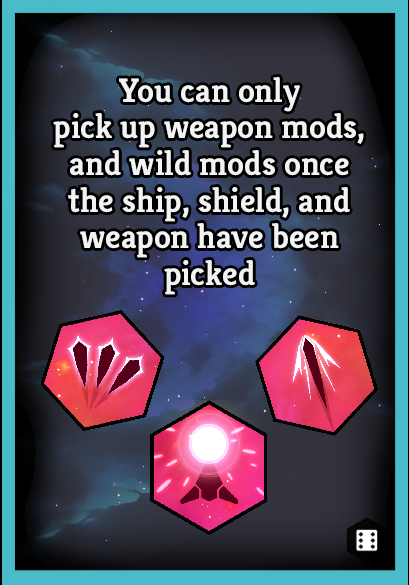 You can only
pick up weapon mods,
and wild mods once
the ship, shield, and
weapon have been
picked